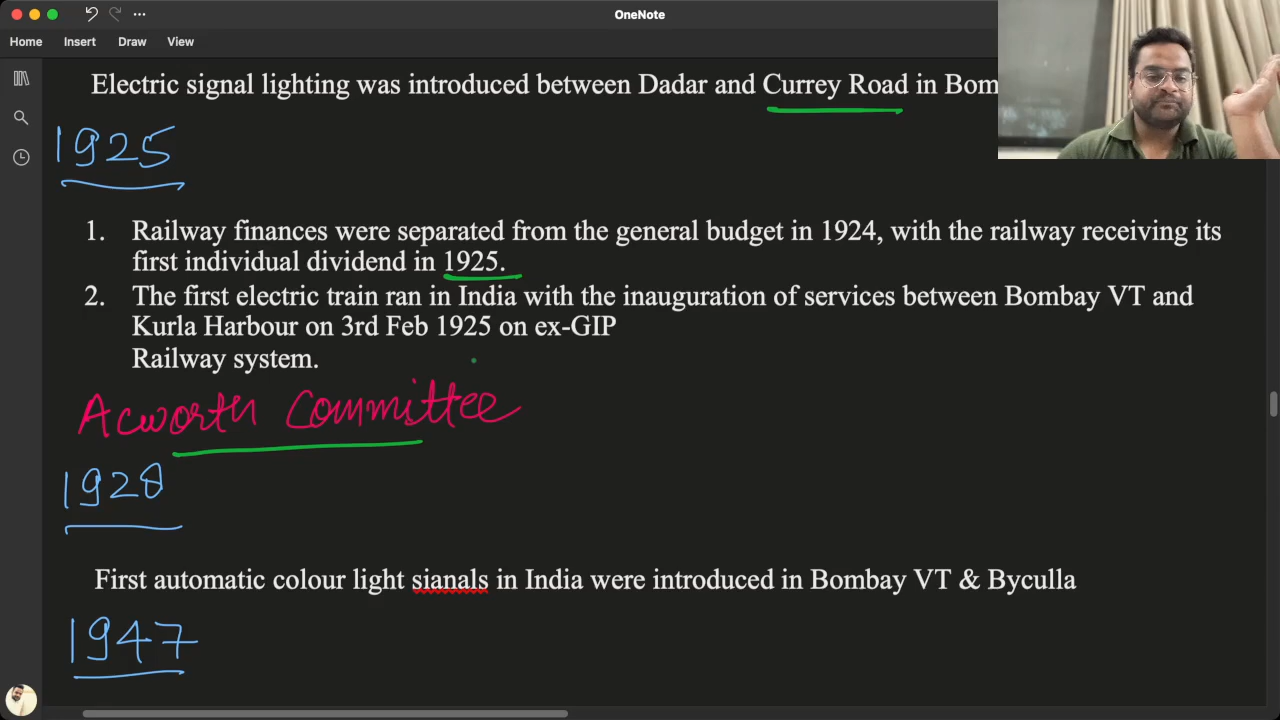 OneNote
Home Insert Draw View
Electric signal lighting was introduced between Dadar and Currey Road in Bom
1925
1. Railway finances were separated from the general budget in 1924, with the railway receiving its
first individual dividend in 1925.
2. The first electric train ran in India with the inauguration of services between Bombay VT and
Kurla Harbour on 3rd Feb 1925 on ex-GIP
Railway system.
Acworth Committee
1928
First automatic colour light sianals in India were introduced in Bombay VT & Byculla
1947